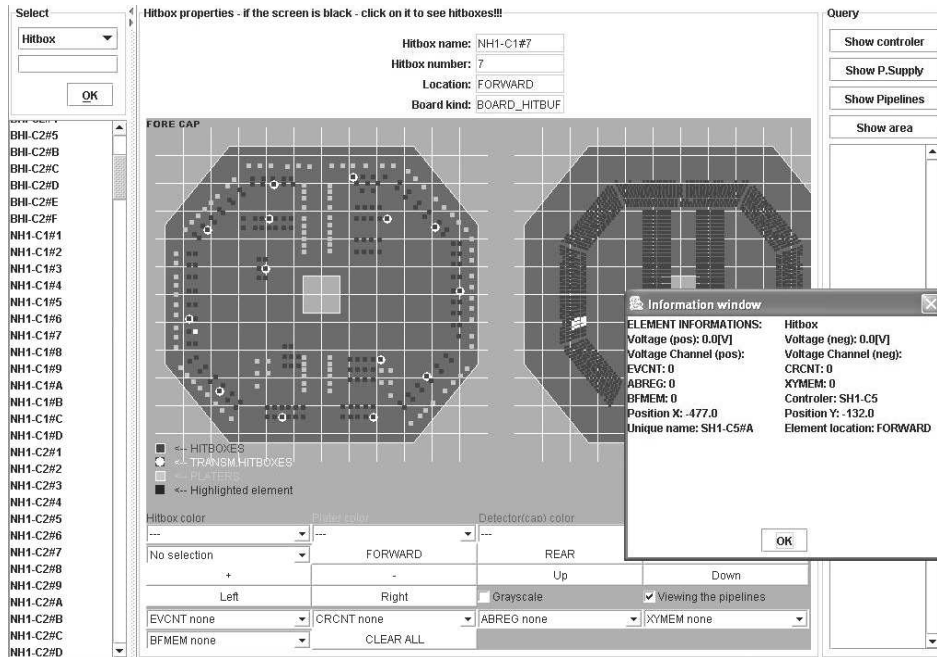 Select
Hitbox
OK
BHI-C2#5
BHI-C2#B
BHI-C2#C
BHI-C2#D
BHI-C2#E
BHI-C2#F
NH1-C1#1
NH1-C1#2
NH1-C1#3
NH1-C1#4
NH1-C1#5
NH1-C1#6
NH1-C1#7
NH1-C1#8
NH1-C1#9
NH1-C1#A
NH1-C1#B
NH1-C1#C
NH1-C1#D
NH1-C2#1
NH1-C2#2
NH1-C2#3
NH1-C2#4
NH1-C2#5
NH1-C2#6
NH1-C2#7
NH1-C2#8
NH1-C2#9
NH1-C2#A
NH1-C2#B
NH1-C2#C
NH1-C2#D
Hitbox properties - if the screen is black - click on it to see hitboxes!!!
Hitbox name: NH1-C1#7
Hitbox number: 7
Location: FORWARD
Board kind: BOARD_HITBUF
FORE CAP
<-- HITBOXES
<-- TRANSM.HITBOXES
<-- PLATERS
<-- Highlighted element
Hitbox color Plater color Detector(cap) color
--- --- ---
No selection FORWARD REAR
+ - Up Down
Left Right Grayscale Viewing the pipelines
EVCNT none CRCNT none ABREG none XYMEM none
BFMEM none CLEAR ALL
Query
Show controler
Show P.Supply
Show Pipelines
Show area
Information window
ELEMENT INFORMATIONS: Hitbox
Voltage (pos): 0.0[V] Voltage (neg): 0.0[V]
Voltage Channel (pos): Voltage Channel (neg):
EVCNT: 0 CRCNT: 0
ABREG: 0 XYMEM: 0
BFMEM: 0 Controler: SH1-C5
Position X: -477.0 Position Y: -132.0
Unique name: SH1-C5#A Element location: FORWARD
OK